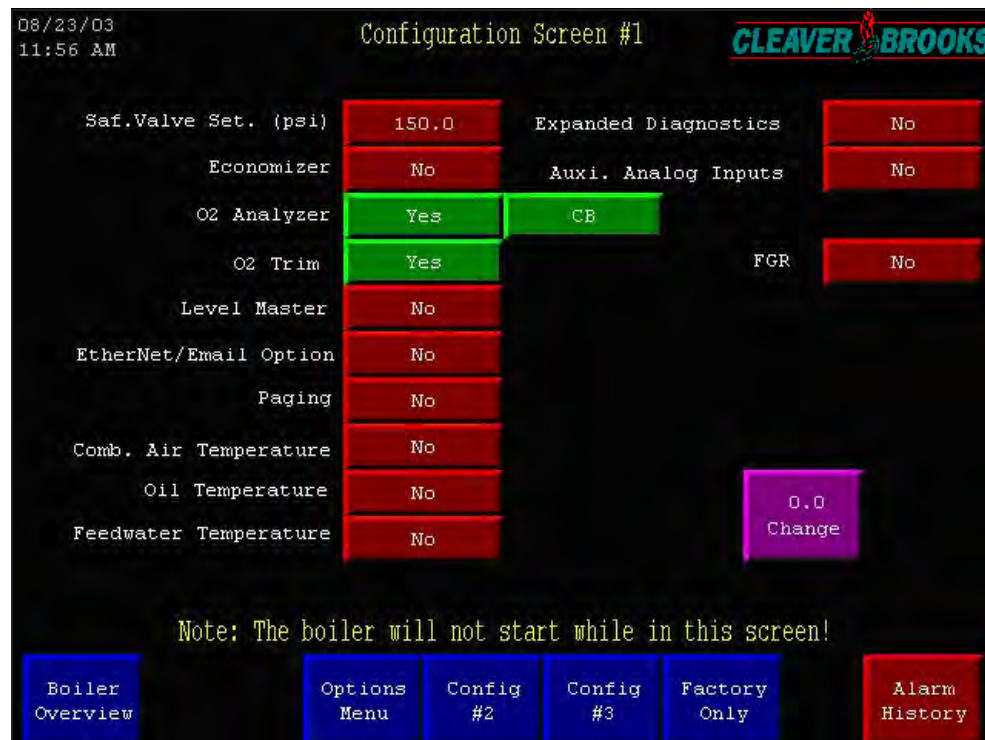 08/23/03
11:56 AM
Configuration Screen #1
CLEAVER BROOKS
Saf.Valve Set. (psi) 150.0 Expanded Diagnostics No
Economizer No Auxi. Analog Inputs No
O2 Analyzer Yes CB
O2 Trim Yes FGR No
Level Master No
EtherNet/Email Option No
Paging No
Comb. Air Temperature No
Oil Temperature No
Feedwater Temperature No
0.0
Change
Note: The boiler will not start while in this screen!
Boiler
Overview
Options
Menu
Config
#2
Config
#3
Factory
Only
Alarm
History